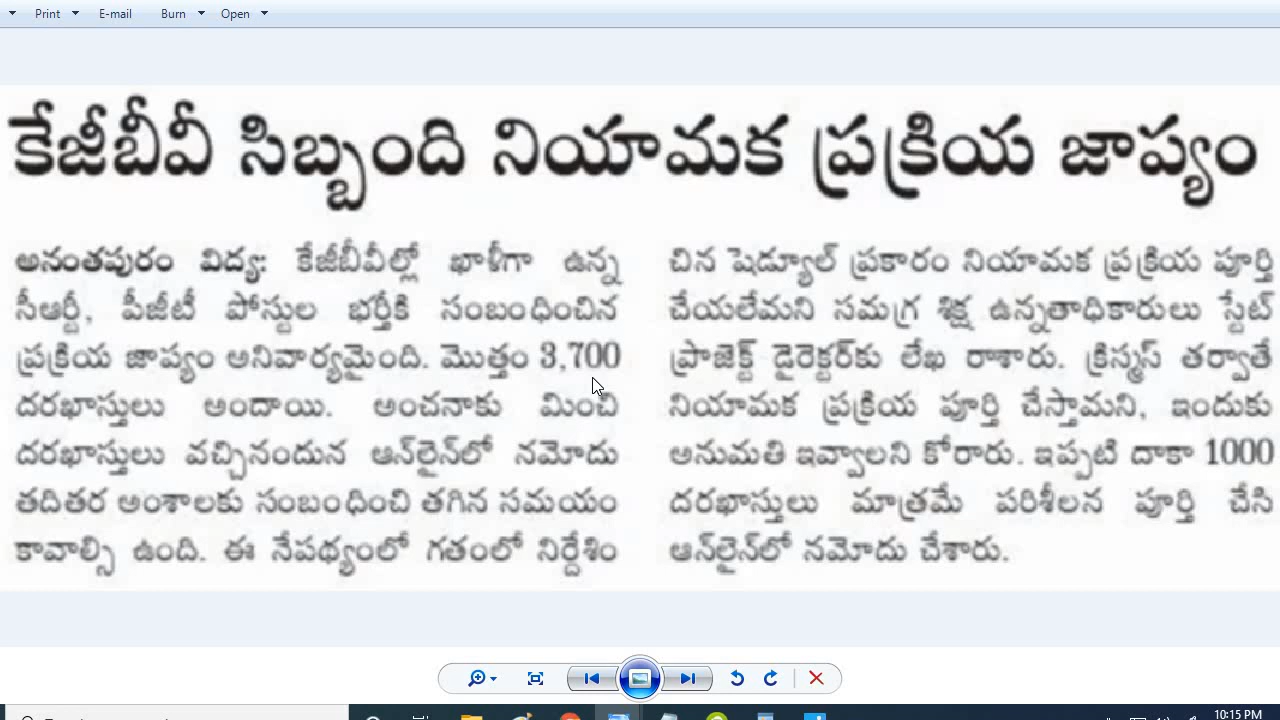 Print E-mail Burn Open
కేజీబీవీ సిబ్బంది నియామక ప్రక్రియ జాప్యం
అనంతపురం విద్య: కేజీబీవీల్లో ఖాళీగా ఉన్న
సీఆర్టీ, పీజీటీ పోస్టుల భర్తీకి సంబంధించిన
ప్రక్రియ జాప్యం అనివార్యమైంది. మొత్తం 3,700
దరఖాస్తులు అందాయి. అంచనాకు మించి
దరఖాస్తులు వచ్చినందున ఆన్‌లైన్‌లో నమోదు
తదితర అంశాలకు సంబంధించి తగిన సమయం
కావాల్సి ఉంది. ఈ నేపథ్యంలో గతంలో నిర్దేశిం
చిన షెడ్యూల్ ప్రకారం నియామక ప్రక్రియ పూర్తి
చేయలేమని సమగ్ర శిక్ష ఉన్నతాధికారులు స్టేట్
ప్రాజెక్ట్ డైరెక్టర్‌కు లేఖ రాశారు. క్రిస్మస్ తర్వాతే
నియామక ప్రక్రియ పూర్తి చేస్తామని, ఇందుకు
అనుమతి ఇవ్వాలని కోరారు. ఇప్పటి దాకా 1000
దరఖాస్తులు మాత్రమే పరిశీలన పూర్తి చేసి
ఆన్‌లైన్‌లో నమోదు చేశారు.
10:15 PM